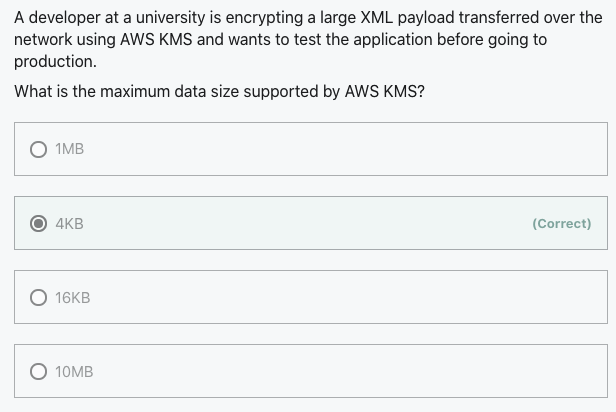 A developer at a university is encrypting a large XML payload transferred over the
network using AWS KMS and wants to test the application before going to
production.
What is the maximum data size supported by AWS KMS?
1MB
4KB (Correct)
16KB
10MB